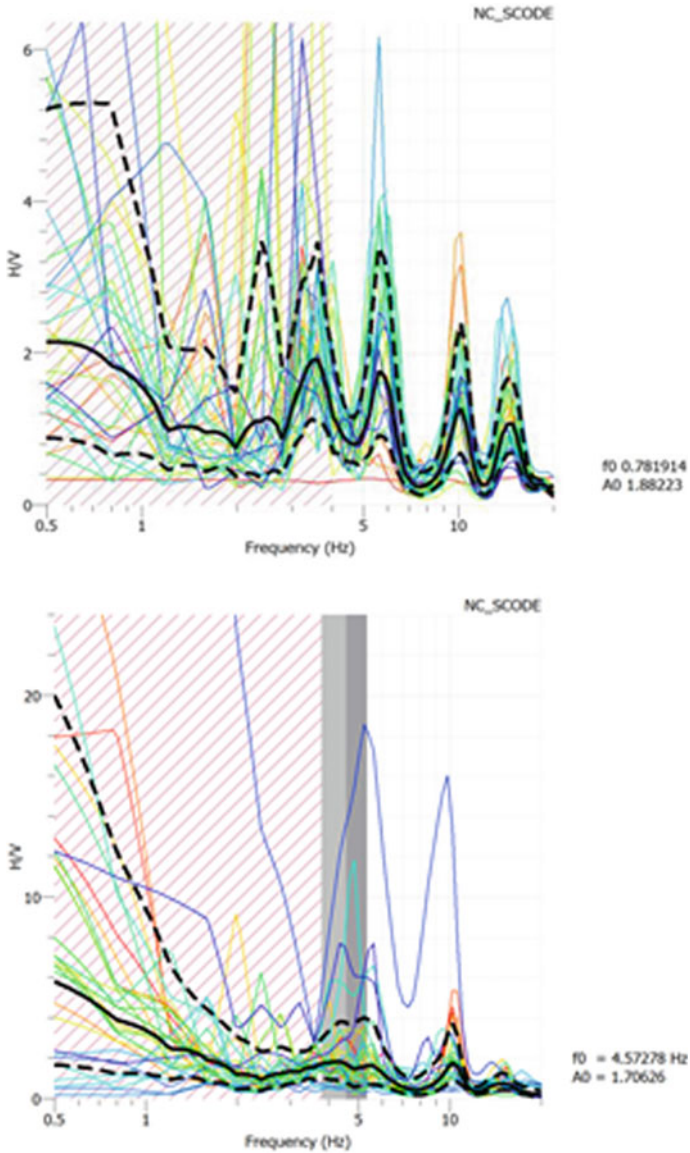 NC_SCODE
6
4
2
0
H/V
0.5 1 5 10
Frequency (Hz)
f0 0.781914
A0 1.88223
NC_SCODE
20
10
0
H/V
0.5 1 5 10
Frequency (Hz)
f0 = 4.57278 Hz
A0 = 1.70626